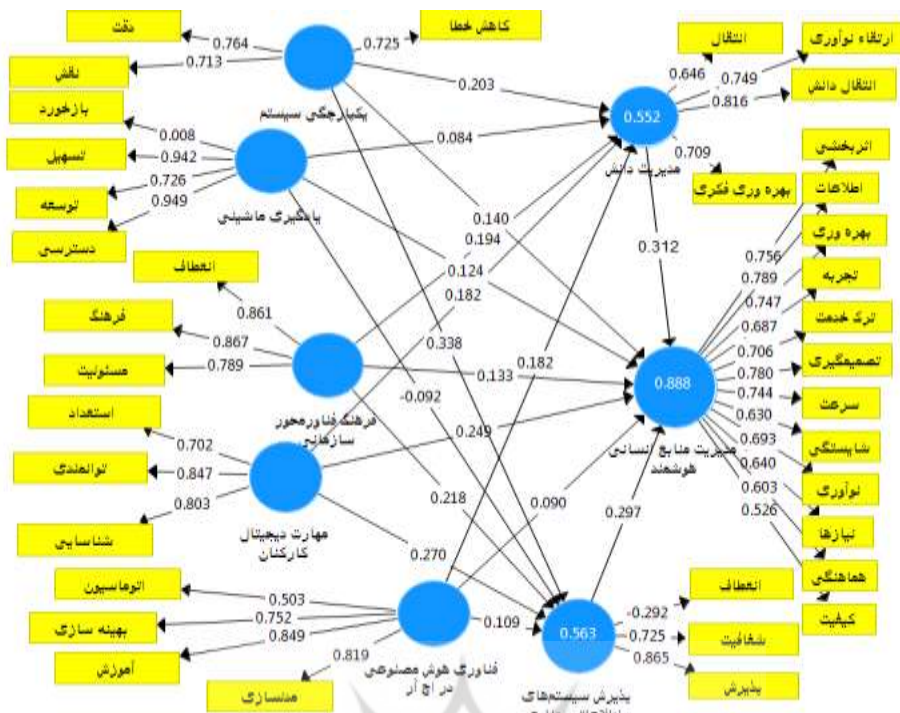 دقت
0.764
نقش
0.713
0.725
کاهش خطا
یکپارچگی سیستم
بازخورد
0.008
تسهیل
0.942
توسعه
0.726
دسترسی
0.949
یادگیری ماشینی
انعطاف
0.861
فرهنگ
0.867
مسئولیت
0.789
فرهنگ فناورمحور
سازمانی
استعداد
0.702
توانمندی
0.847
شناسایی
0.803
مهارت دیجیتال
کارکنان
اتوماسیون
0.503
بهینه سازی
0.752
آموزش
0.849
مدلسازی
0.819
فناوری هوش مصنوعی
در اچ آر
0.203
0.084
0.140
0.194
0.124
0.182
0.338
0.182
-0.092
0.133
0.249
0.218
0.090
0.270
0.109
0.312
0.297
انتقال
0.646
ارتقاء نوآوری
0.749
انتقال دانش
0.816
بهره وری فکری
0.709
0.552
مدیریت دانش
اثربخشی
0.756
اطلاعات
0.789
بهره وری
0.747
تجربه
0.687
ترک خدمت
0.706
تصمیمگیری
0.780
سرعت
0.744
شایستگی
0.630
نوآوری
0.693
نیازها
0.640
هماهنگی
0.603
کیفیت
0.526
0.888
مدیریت منابع انسانی
هوشمند
انعطاف
-0.292
شفافیت
0.725
پذیرش
0.865
0.563
پذیرش سیستم‌های